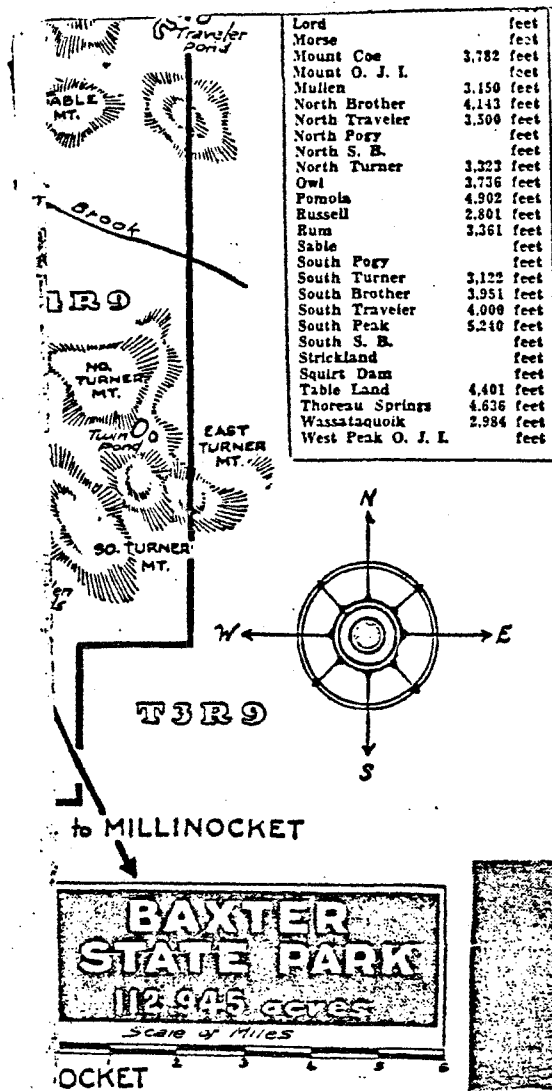 Traveler
Pond
ABLE
MT.
Lord feet
Morse feet
Mount Coe 3,782 feet
Mount O. J. I. feet
Mullen 3,150 feet
North Brother 4,143 feet
North Traveler 3,500 feet
North Pogy feet
North S. B. feet
North Turner 3,323 feet
Owl 3,736 feet
Pomola 4,902 feet
Russell 2,801 feet
Rum 3,361 feet
Sable feet
South Pogy feet
South Turner 3,122 feet
South Brother 3,951 feet
South Traveler 4,000 feet
South Peak 5,240 feet
South S. B. feet
Strickland feet
Squirt Dam feet
Table Land 4,401 feet
Thoreau Springs 4,636 feet
Wassataquoik 2,984 feet
West Peak O. J. I. feet
Brook
R9
NO.
TURNER
MT.
Twin
Pond
EAST
TURNER
MT.
SO. TURNER
MT.
N
W E
S
T3R9
to MILLINOCKET
BAXTER
STATE PARK
112,945 acres
Scale of Miles
1 2 3 4 5 6
OCKET